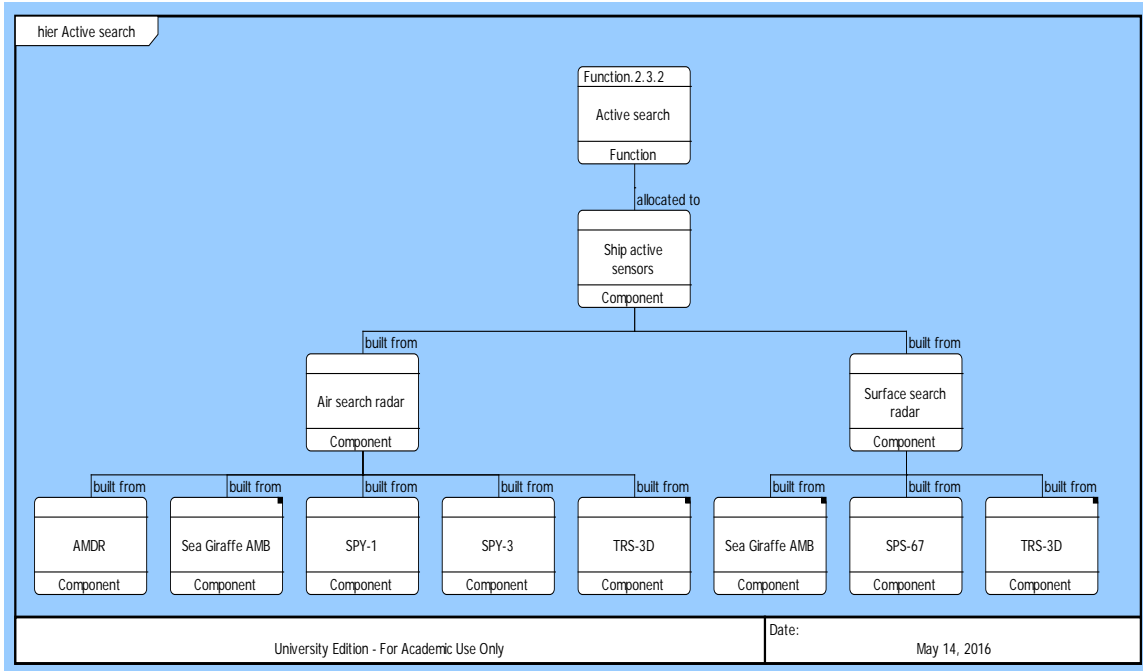 hier Active search
Function.2.3.2
Active search
Function
allocated to
Ship active
sensors
Component
built from
built from
Air search radar
Component
Surface search
radar
Component
built from
built from
built from
built from
built from
built from
built from
built from
AMDR
Component
Sea Giraffe AMB
Component
SPY-1
Component
SPY-3
Component
TRS-3D
Component
Sea Giraffe AMB
Component
SPS-67
Component
TRS-3D
Component
University Edition - For Academic Use Only
Date:
May 14, 2016